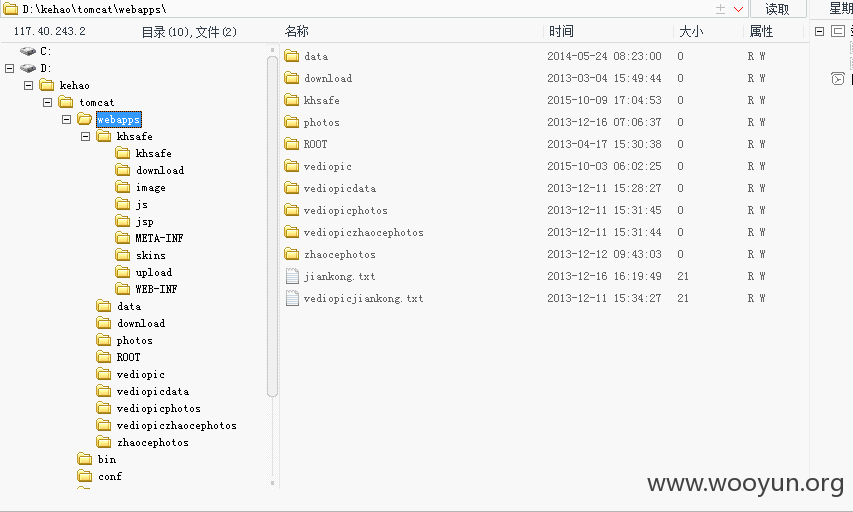 D:\kehao\tomcat\webapps\ 读取 星期
117.40.243.2 目录(10),文件(2) 名称 时间 大小 属性
C:
D:
kehao
tomcat
webapps
khsafe
khsafe
download
image
js
jsp
META-INF
skins
upload
WEB-INF
data
download
photos
ROOT
vediopic
vediopicdata
vediopicphotos
vediopiczhaocephotos
zhaocephotos
bin
conf
data 2014-05-24 08:23:00 0 R W
download 2013-03-04 15:49:44 0 R W
khsafe 2015-10-09 17:04:53 0 R W
photos 2013-12-16 07:06:37 0 R W
ROOT 2013-04-17 15:30:38 0 R W
vediopic 2015-10-03 06:02:25 0 R W
vediopicdata 2013-12-11 15:28:27 0 R W
vediopicphotos 2013-12-11 15:31:45 0 R W
vediopiczhaocephotos 2013-12-11 15:31:44 0 R W
zhaocephotos 2013-12-12 09:43:03 0 R W
jiankong.txt 2013-12-16 16:19:49 21 R W
vediopicjiankong.txt 2013-12-11 15:34:27 21 R W
www.wooyun.org